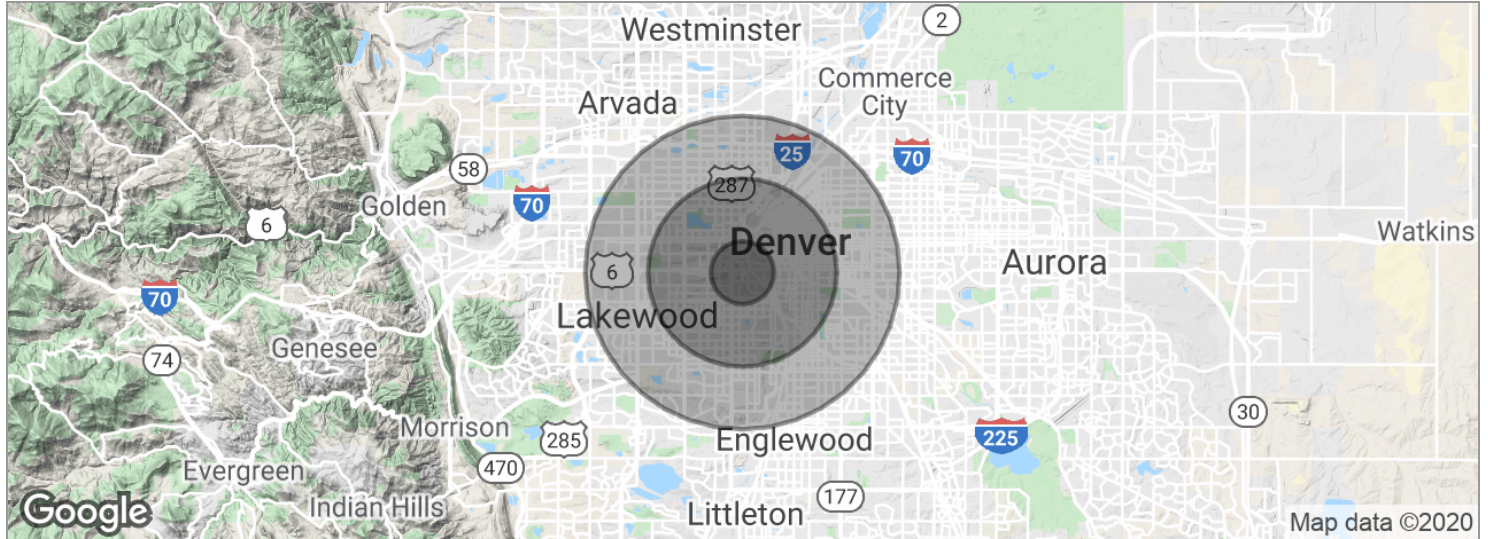 Westminster
2
Commerce
City
Arvada
25
70
58
287
70
Golden
6
Denver
Watkins
Aurora
6
70
Lakewood
Genesee
74
30
Morrison
285
Englewood
225
Evergreen
470
177
Indian Hills
Littleton
Google
Map data ©2020